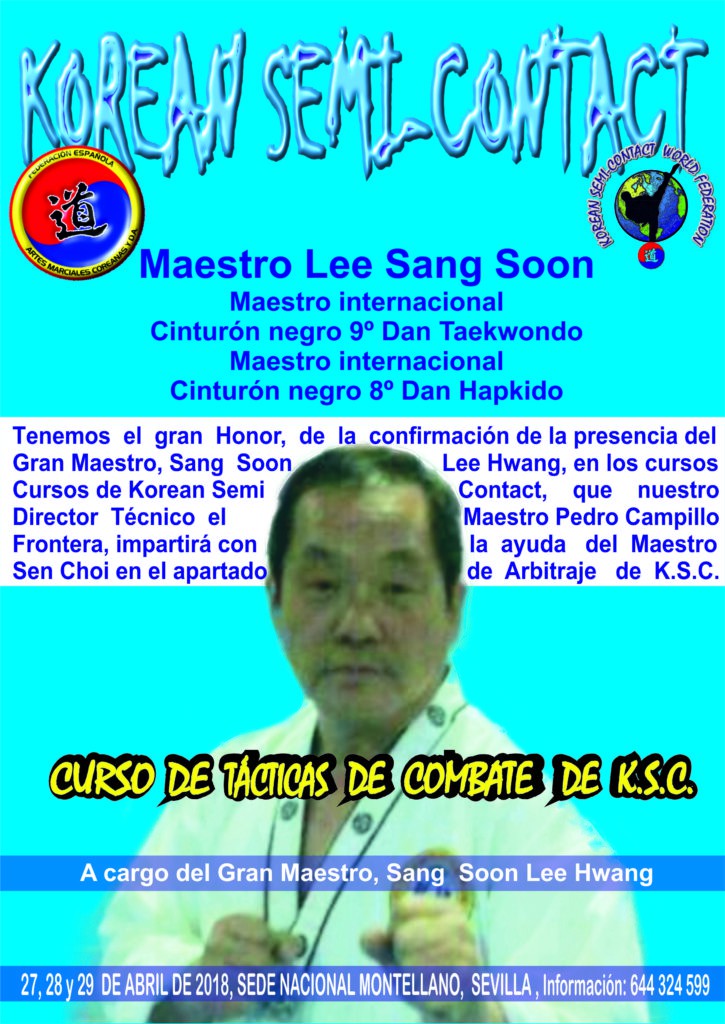 KOREAN SEMI-CONTACT
FEDERACIÓN ESPAÑOLA
道
ARTES MARCIALES COREANAS Y D.A.
KOREAN SEMI-CONTACT WORLD FEDERATION
道
Maestro Lee Sang Soon
Maestro internacional
Cinturón negro 9º Dan Taekwondo
Maestro internacional
Cinturón negro 8º Dan Hapkido
Tenemos el gran Honor, de la confirmación de la presencia del
Gran Maestro, Sang Soon Lee Hwang, en los cursos
Cursos de Korean Semi Contact, que nuestro
Director Técnico el Maestro Pedro Campillo
Frontera, impartirá con la ayuda del Maestro
Sen Choi en el apartado de Arbitraje de K.S.C.
CURSO DE TÁCTICAS DE COMBATE DE K.S.C.
A cargo del Gran Maestro, Sang Soon Lee Hwang
27, 28 y 29 DE ABRIL DE 2018, SEDE NACIONAL MONTELLANO, SEVILLA , Información: 644 324 599